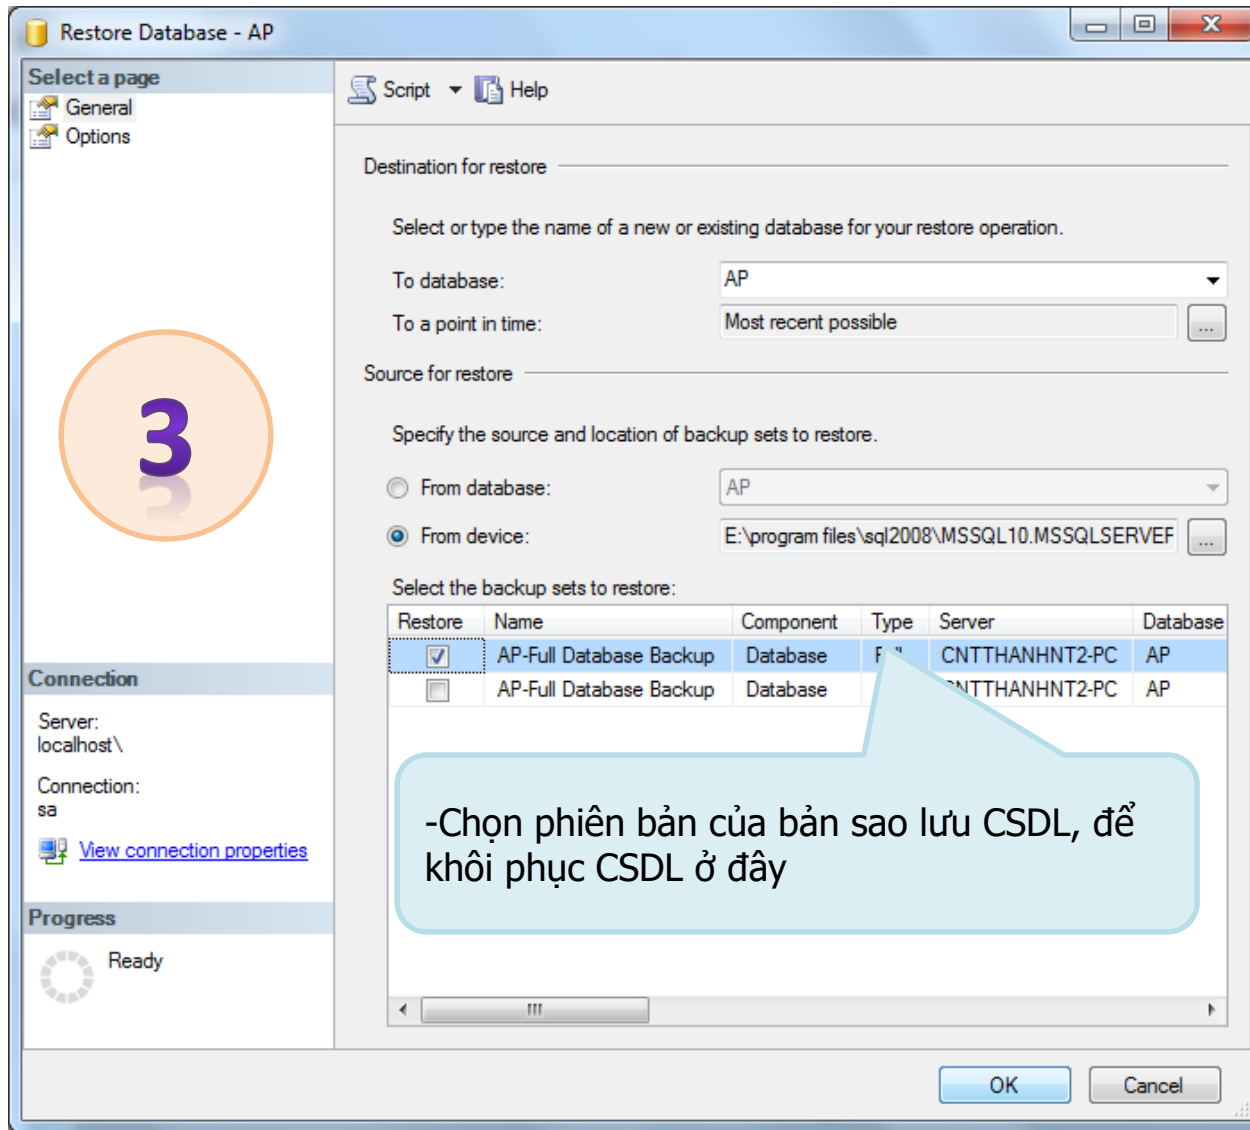 Restore Database - AP
Select a page
General
Options
Script
Help
Destination for restore
Select or type the name of a new or existing database for your restore operation.
To database:
AP
To a point in time:
Most recent possible
...
Source for restore
Specify the source and location of backup sets to restore.
From database:
AP
From device:
E:\program files\sql2008\MSSQL10.MSSQLSERVER
...
Select the backup sets to restore:
Restore Name Component Type Server Database
AP-Full Database Backup Database CNTTHANHNT2-PC AP
AP-Full Database Backup Database CNTTHANHNT2-PC AP
-Chọn phiên bản của bản sao lưu CSDL, để
khôi phục CSDL ở đây
3
Connection
Server:
localhost\
Connection:
sa
View connection properties
Progress
Ready
OK
Cancel